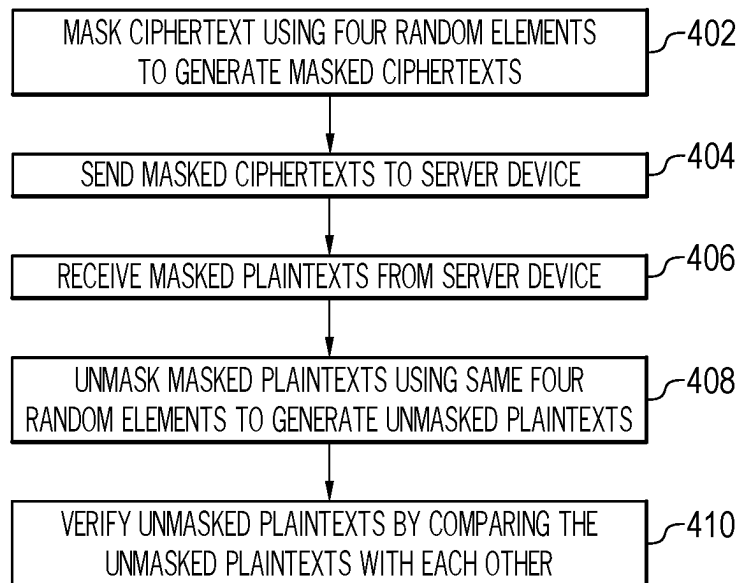 MASK CIPHERTEXT USING FOUR RANDOM ELEMENTS
TO GENERATE MASKED CIPHERTEXTS
402
SEND MASKED CIPHERTEXTS TO SERVER DEVICE
404
RECEIVE MASKED PLAINTEXTS FROM SERVER DEVICE
406
UNMASK MASKED PLAINTEXTS USING SAME FOUR
RANDOM ELEMENTS TO GENERATE UNMASKED PLAINTEXTS
408
VERIFY UNMASKED PLAINTEXTS BY COMPARING THE
UNMASKED PLAINTEXTS WITH EACH OTHER
410